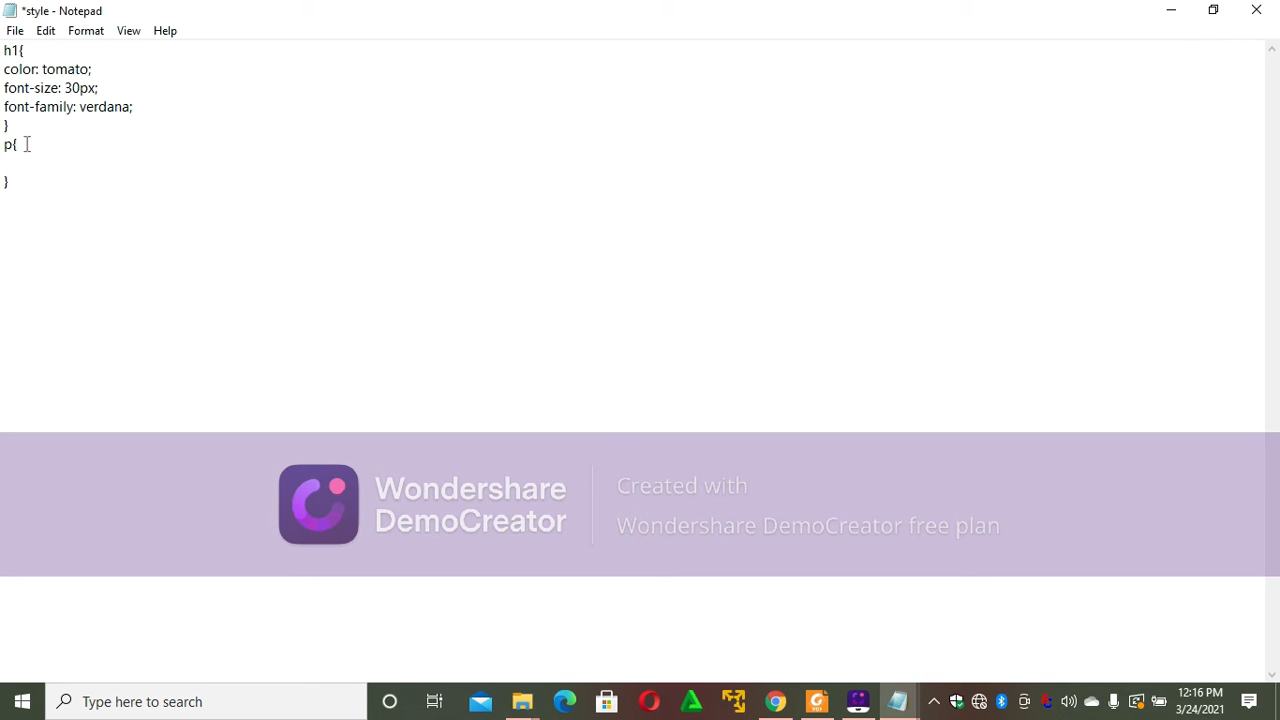 *style - Notepad
File Edit Format View Help
h1{
color: tomato;
font-size: 30px;
font-family: verdana;
}
p{
}
Wondershare
DemoCreator
Created with
Wondershare DemoCreator free plan
Type here to search
12:16 PM
3/24/2021